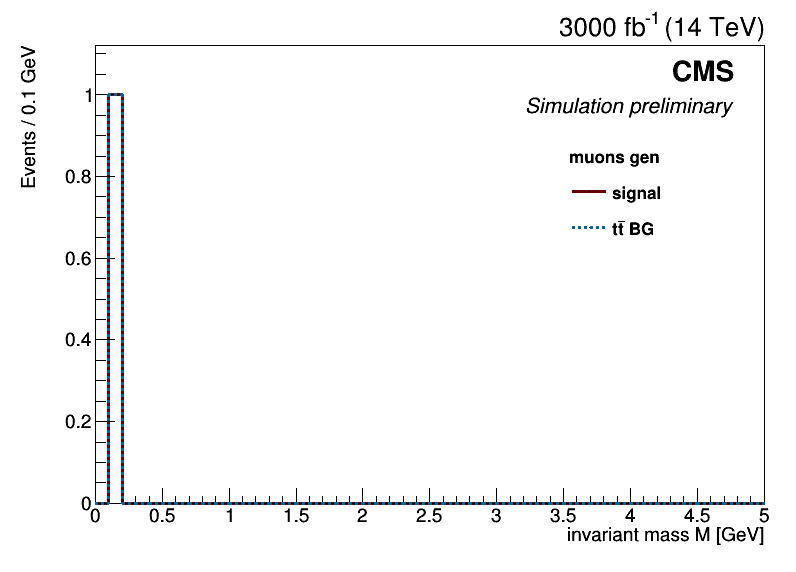 3000 fb⁻¹ (14 TeV)
CMS
Simulation preliminary
muons gen
signal
tt̄ BG
Events / 0.1 GeV
1
0.8
0.6
0.4
0.2
0
0 0.5 1 1.5 2 2.5 3 3.5 4 4.5 5
invariant mass M [GeV]